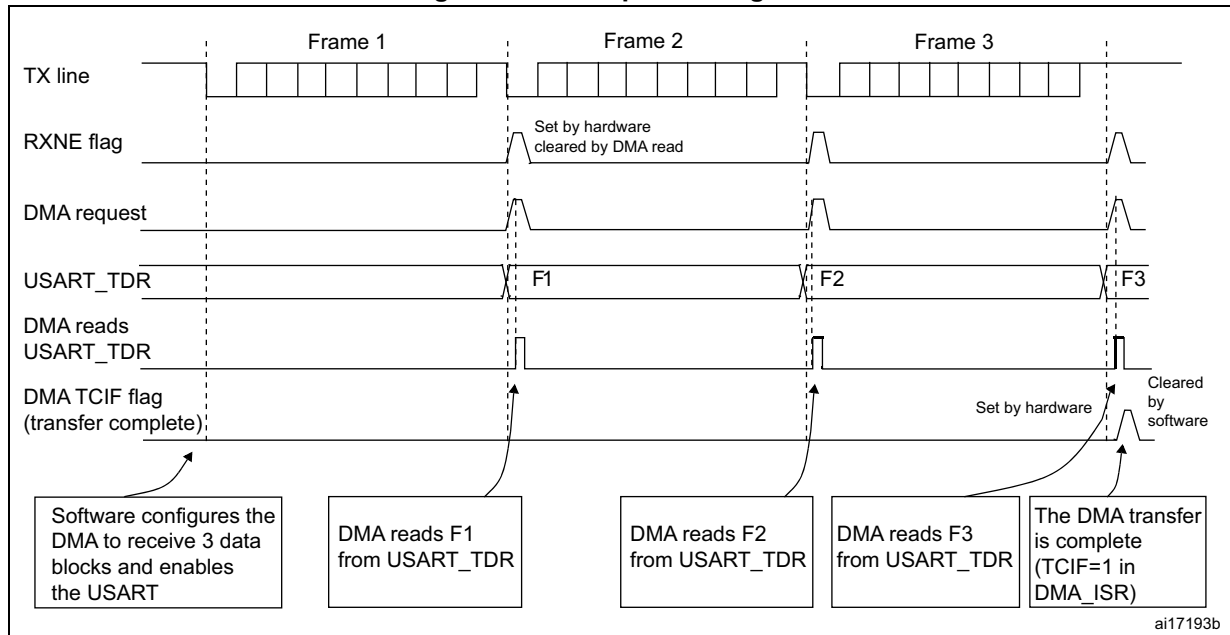 Frame 1
Frame 2
Frame 3
TX line
RXNE flag
Set by hardware
cleared by DMA read
DMA request
USART_TDR
F1
F2
F3
DMA reads
USART_TDR
DMA TCIF flag
(transfer complete)
Set by hardware
Cleared
by
software
Software configures the
DMA to receive 3 data
blocks and enables
the USART
DMA reads F1
from USART_TDR
DMA reads F2
from USART_TDR
DMA reads F3
from USART_TDR
The DMA transfer
is complete
(TCIF=1 in
DMA_ISR)
ai17193b